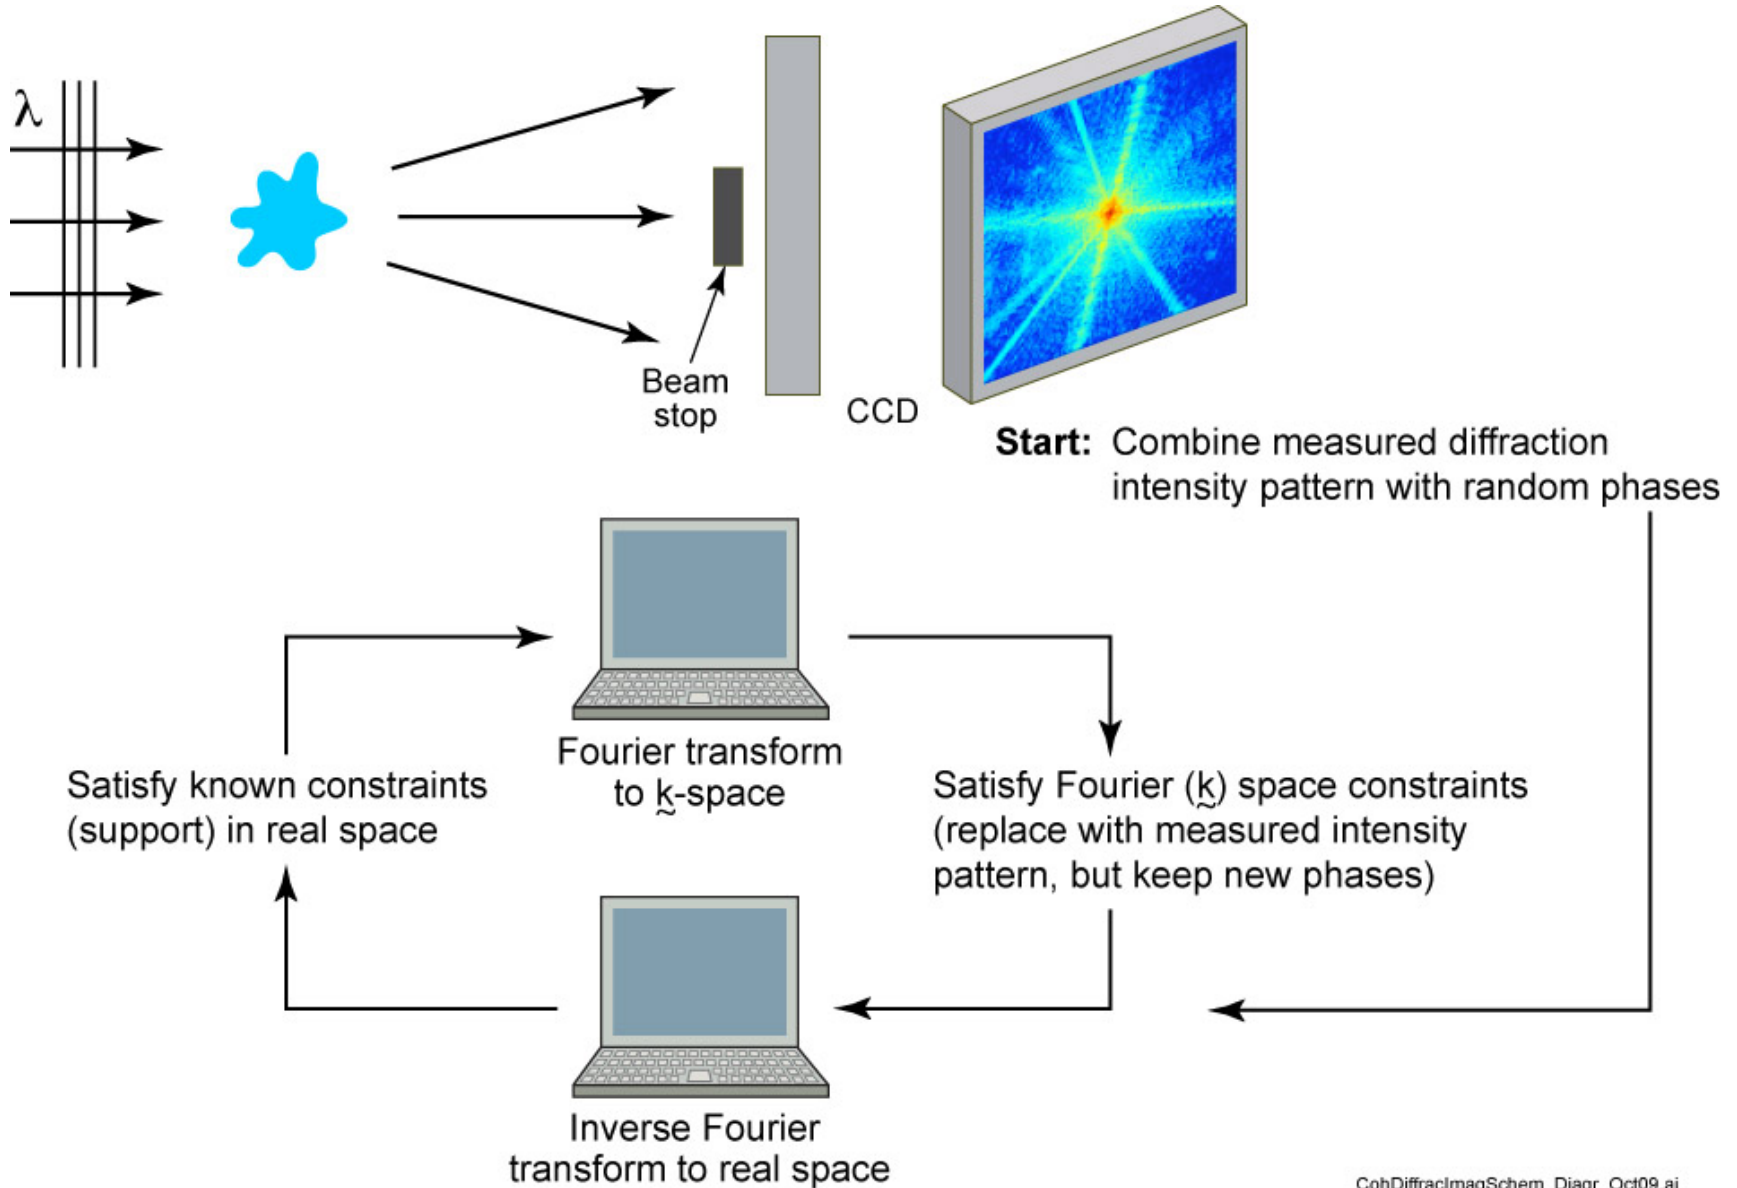 λ
Beam
stop
CCD
Start: Combine measured diffraction
intensity pattern with random phases
Fourier transform
to k̰-space
Satisfy known constraints
(support) in real space
Satisfy Fourier (k̰) space constraints
(replace with measured intensity
pattern, but keep new phases)
Inverse Fourier
transform to real space
CohDiffracImagSchem_Diagr_Oct09.ai